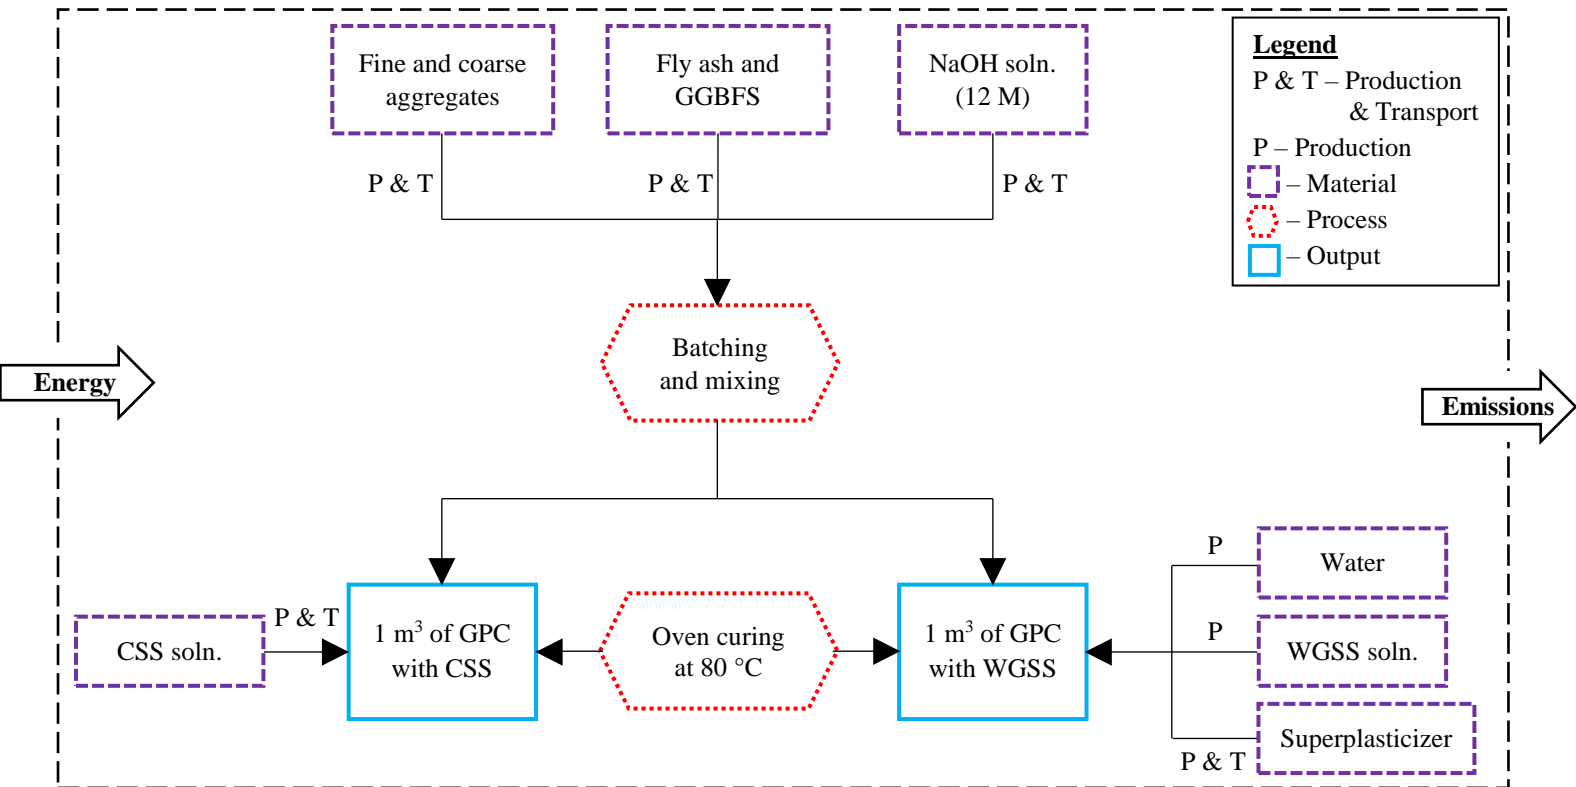 Fine and coarse
aggregates
Fly ash and
GGBFS
NaOH soln.
(12 M)
Legend
P & T – Production
& Transport
P – Production
– Material
– Process
– Output
P & T
P & T
P & T
Batching
and mixing
Energy
Emissions
P
Water
P & T
CSS soln.
1 m³ of GPC
with CSS
Oven curing
at 80 °C
1 m³ of GPC
with WGSS
P
WGSS soln.
Superplasticizer
P & T